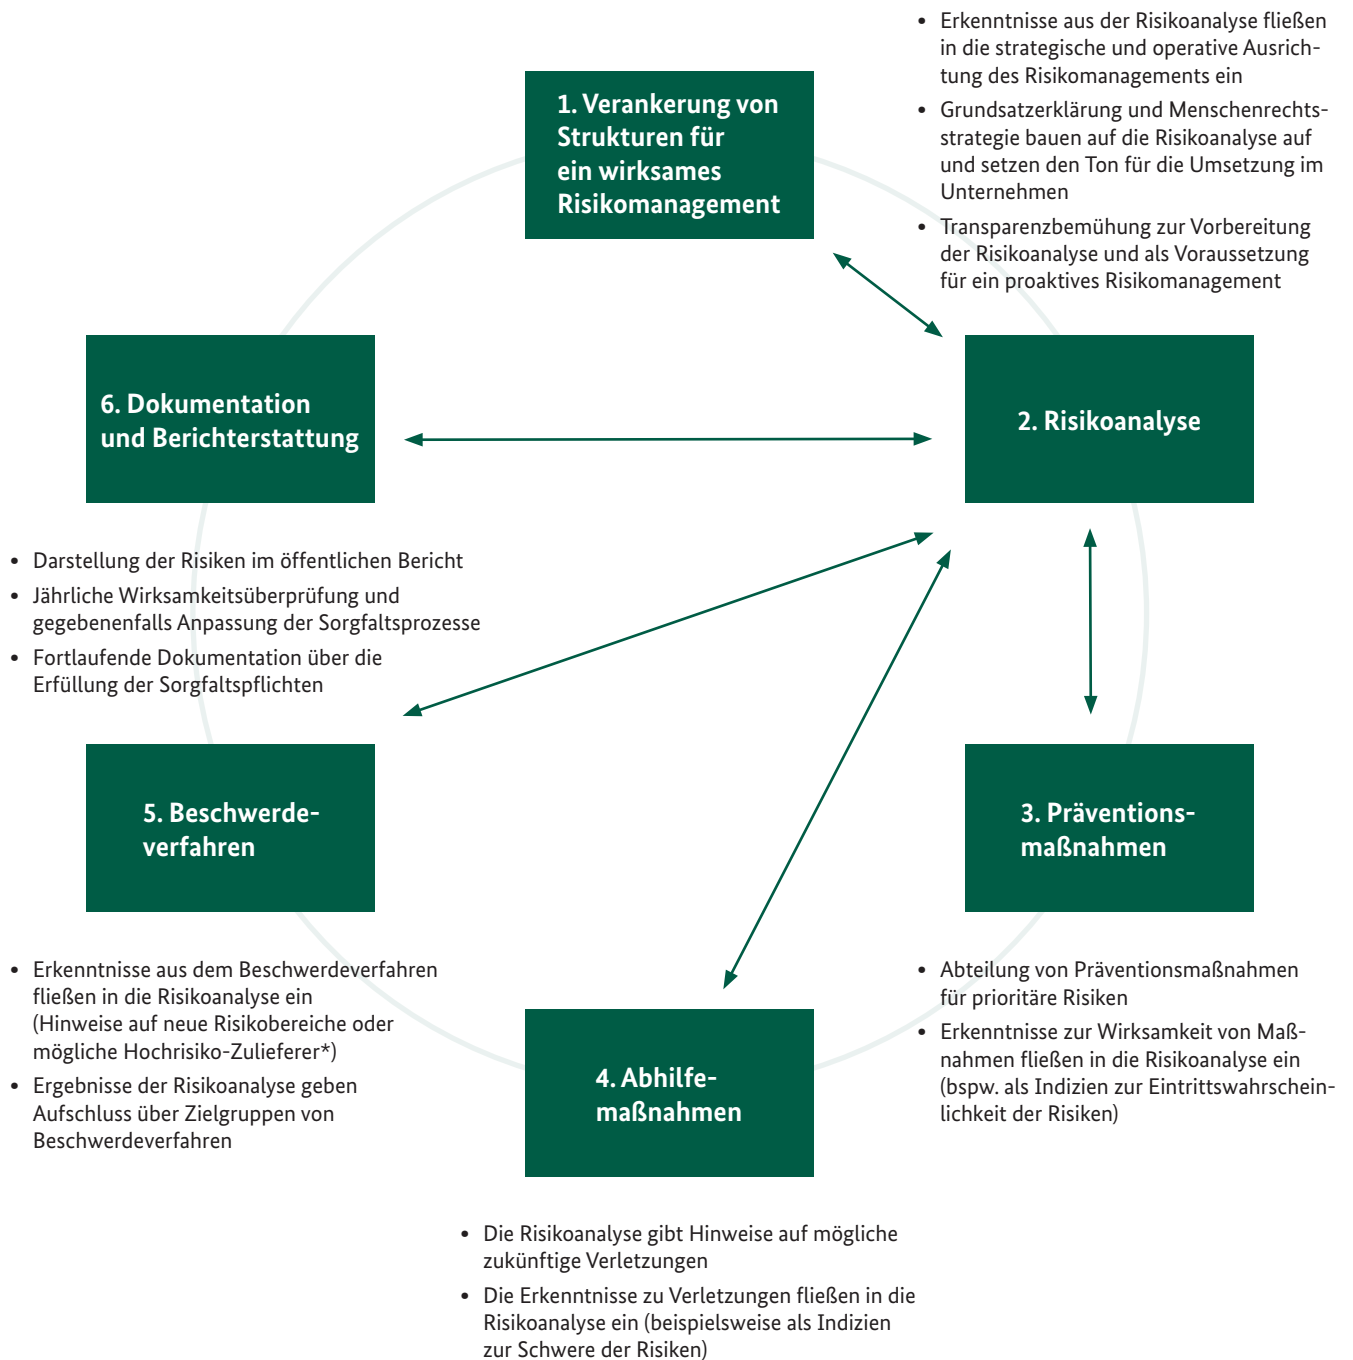 1. Verankerung von
Strukturen für
ein wirksames
Risikomanagement
• Erkenntnisse aus der Risikoanalyse fließen
in die strategische und operative Ausrich-
tung des Risikomanagements ein
• Grundsatzerklärung und Menschenrechts-
strategie bauen auf die Risikoanalyse auf
und setzen den Ton für die Umsetzung im
Unternehmen
• Transparenzbemühung zur Vorbereitung
der Risikoanalyse und als Voraussetzung
für ein proaktives Risikomanagement
2. Risikoanalyse
3. Präventions-
maßnahmen
• Abteilung von Präventionsmaßnahmen
für prioritäre Risiken
• Erkenntnisse zur Wirksamkeit von Maß-
nahmen fließen in die Risikoanalyse ein
(bspw. als Indizien zur Eintrittswahrschein-
lichkeit der Risiken)
4. Abhilfe-
maßnahmen
• Die Risikoanalyse gibt Hinweise auf mögliche
zukünftige Verletzungen
• Die Erkenntnisse zu Verletzungen fließen in die
Risikoanalyse ein (beispielsweise als Indizien
zur Schwere der Risiken)
5. Beschwerde-
verfahren
• Erkenntnisse aus dem Beschwerdeverfahren
fließen in die Risikoanalyse ein
(Hinweise auf neue Risikobereiche oder
mögliche Hochrisiko-Zulieferer*)
• Ergebnisse der Risikoanalyse geben
Aufschluss über Zielgruppen von
Beschwerdeverfahren
6. Dokumentation
und Berichterstattung
• Darstellung der Risiken im öffentlichen Bericht
• Jährliche Wirksamkeitsüberprüfung und
gegebenenfalls Anpassung der Sorgfaltsprozesse
• Fortlaufende Dokumentation über die
Erfüllung der Sorgfaltspflichten